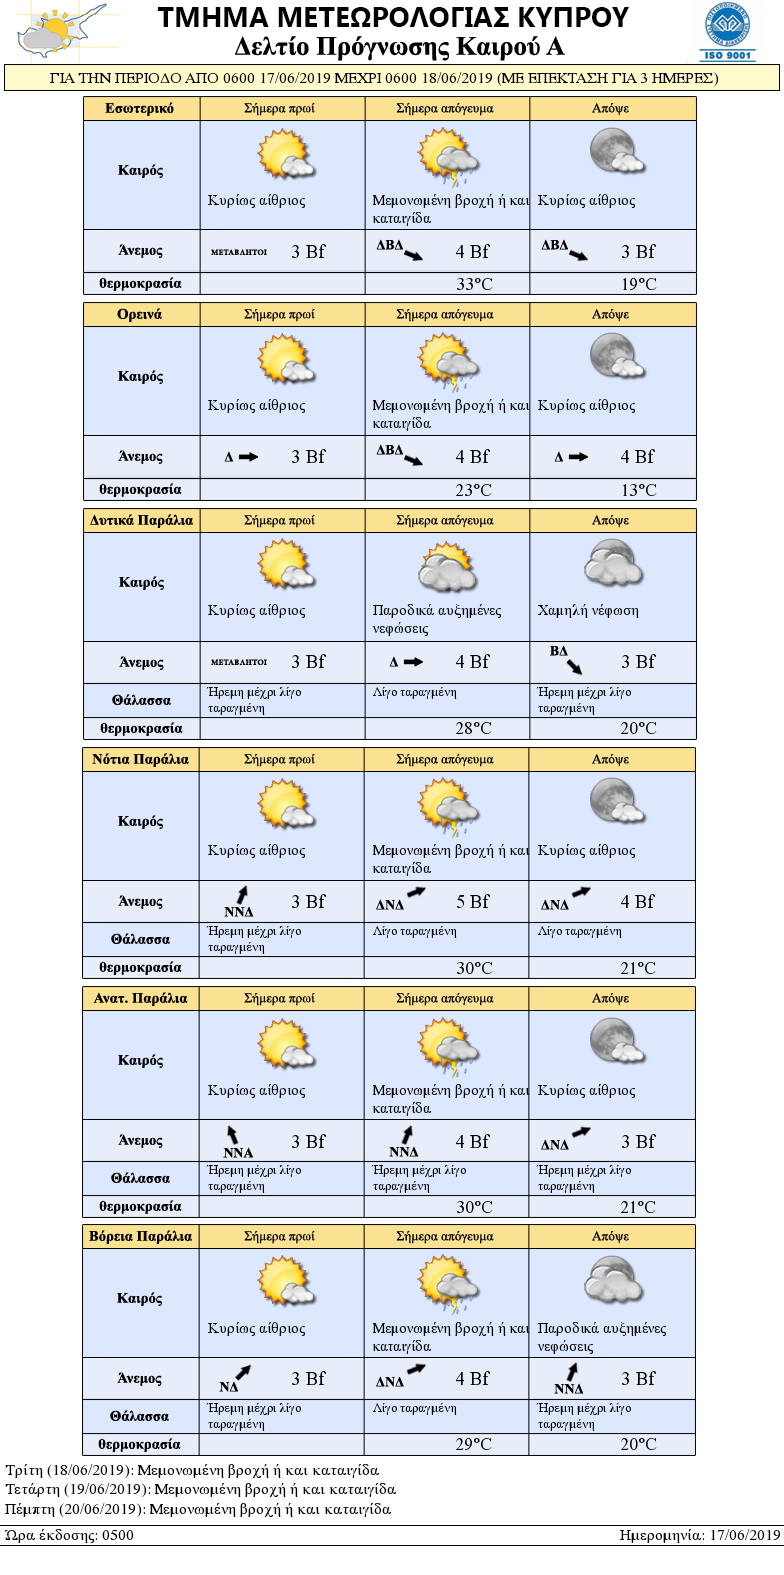 ΤΜΗΜΑ ΜΕΤΕΩΡΟΛΟΓΙΑΣ ΚΥΠΡΟΥ
Δελτίο Πρόγνωσης Καιρού Α
ISO 9001
ΓΙΑ ΤΗΝ ΠΕΡΙΟΔΟ ΑΠΟ 0600 17/06/2019 ΜΕΧΡΙ 0600 18/06/2019 (ΜΕ ΕΠΕΚΤΑΣΗ ΓΙΑ 3 ΗΜΕΡΕΣ)
Εσωτερικό Σήμερα πρωί Σήμερα απόγευμα Απόψε
Καιρός
Κυρίως αίθριος Μεμονωμένη βροχή ή και Κυρίως αίθριος
καταιγίδα
Άνεμος ΜΕΤΑΒΛΗΤΟΙ 3 Bf ΔΒΔ 4 Bf ΔΒΔ 3 Bf
θερμοκρασία 33°C 19°C
Ορεινά Σήμερα πρωί Σήμερα απόγευμα Απόψε
Καιρός
Κυρίως αίθριος Μεμονωμένη βροχή ή και Κυρίως αίθριος
καταιγίδα
Άνεμος Δ 3 Bf ΔΒΔ 4 Bf Δ 4 Bf
θερμοκρασία 23°C 13°C
Δυτικά Παράλια Σήμερα πρωί Σήμερα απόγευμα Απόψε
Καιρός
Κυρίως αίθριος Παροδικά αυξημένες Χαμηλή νέφωση
νεφώσεις
Άνεμος ΜΕΤΑΒΛΗΤΟΙ 3 Bf Δ 4 Bf ΒΔ 3 Bf
Θάλασσα Ήρεμη μέχρι λίγο Λίγο ταραγμένη Ήρεμη μέχρι λίγο
ταραγμένη ταραγμένη
θερμοκρασία 28°C 20°C
Νότια Παράλια Σήμερα πρωί Σήμερα απόγευμα Απόψε
Καιρός
Κυρίως αίθριος Μεμονωμένη βροχή ή και Κυρίως αίθριος
καταιγίδα
Άνεμος ΝΝΔ 3 Bf ΔΝΔ 5 Bf ΔΝΔ 4 Bf
Θάλασσα Ήρεμη μέχρι λίγο Λίγο ταραγμένη Λίγο ταραγμένη
ταραγμένη
θερμοκρασία 30°C 21°C
Ανατ. Παράλια Σήμερα πρωί Σήμερα απόγευμα Απόψε
Καιρός
Κυρίως αίθριος Μεμονωμένη βροχή ή και Κυρίως αίθριος
καταιγίδα
Άνεμος ΝΝΑ 3 Bf ΝΝΔ 4 Bf ΔΝΔ 3 Bf
Θάλασσα Ήρεμη μέχρι λίγο Ήρεμη μέχρι λίγο Ήρεμη μέχρι λίγο
ταραγμένη ταραγμένη ταραγμένη
θερμοκρασία 30°C 21°C
Βόρεια Παράλια Σήμερα πρωί Σήμερα απόγευμα Απόψε
Καιρός
Κυρίως αίθριος Μεμονωμένη βροχή ή και Παροδικά αυξημένες
καταιγίδα νεφώσεις
Άνεμος ΝΔ 3 Bf ΔΝΔ 4 Bf ΝΝΔ 3 Bf
Θάλασσα Ήρεμη μέχρι λίγο Λίγο ταραγμένη Ήρεμη μέχρι λίγο
ταραγμένη ταραγμένη
θερμοκρασία 29°C 20°C
Τρίτη (18/06/2019): Μεμονωμένη βροχή ή και καταιγίδα
Τετάρτη (19/06/2019): Μεμονωμένη βροχή ή και καταιγίδα
Πέμπτη (20/06/2019): Μεμονωμένη βροχή ή και καταιγίδα
Ώρα έκδοσης: 0500 Ημερομηνία: 17/06/2019